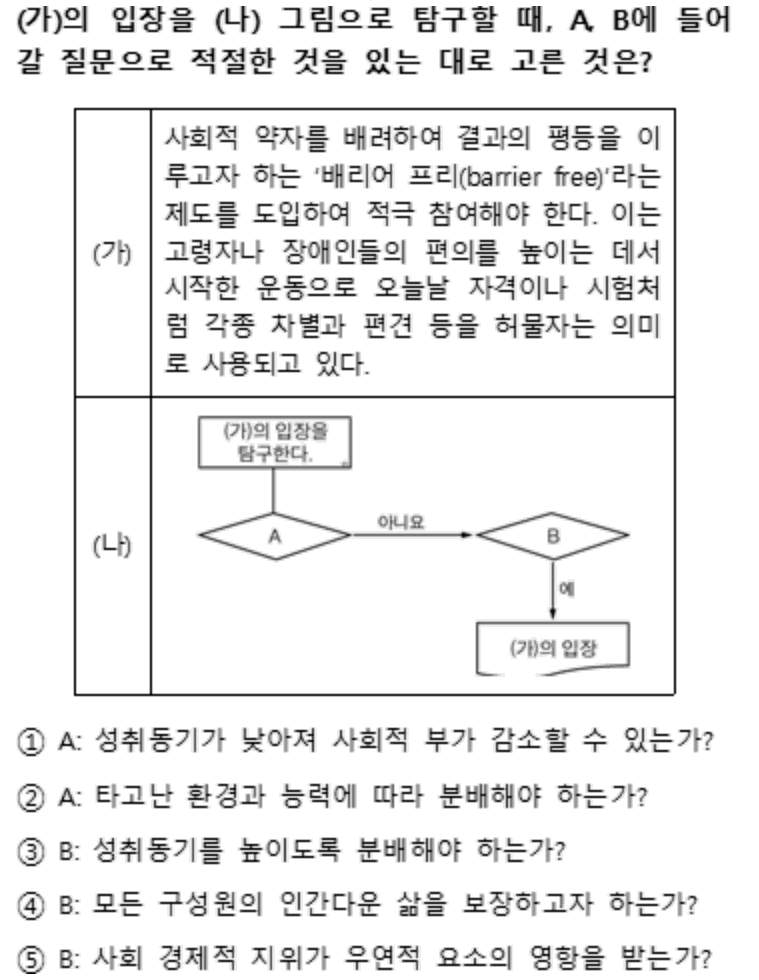 (가)의 입장을 (나) 그림으로 탐구할 때, A, B에 들어
갈 질문으로 적절한 것을 있는 대로 고른 것은?
(가)
사회적 약자를 배려하여 결과의 평등을 이
루고자 하는 '배리어 프리(barrier free)'라는
제도를 도입하여 적극 참여해야 한다. 이는
고령자나 장애인들의 편의를 높이는 데서
시작한 운동으로 오늘날 자격이나 시험처
럼 각종 차별과 편견 등을 허물자는 의미
로 사용되고 있다.
(나)
(가)의 입장을
탐구한다.
A
아니요
B
예
(가)의 입장
① A: 성취동기가 낮아져 사회적 부가 감소할 수 있는가?
② A: 타고난 환경과 능력에 따라 분배해야 하는가?
③ B: 성취동기를 높이도록 분배해야 하는가?
④ B: 모든 구성원의 인간다운 삶을 보장하고자 하는가?
⑤ B: 사회 경제적 지위가 우연적 요소의 영향을 받는가?